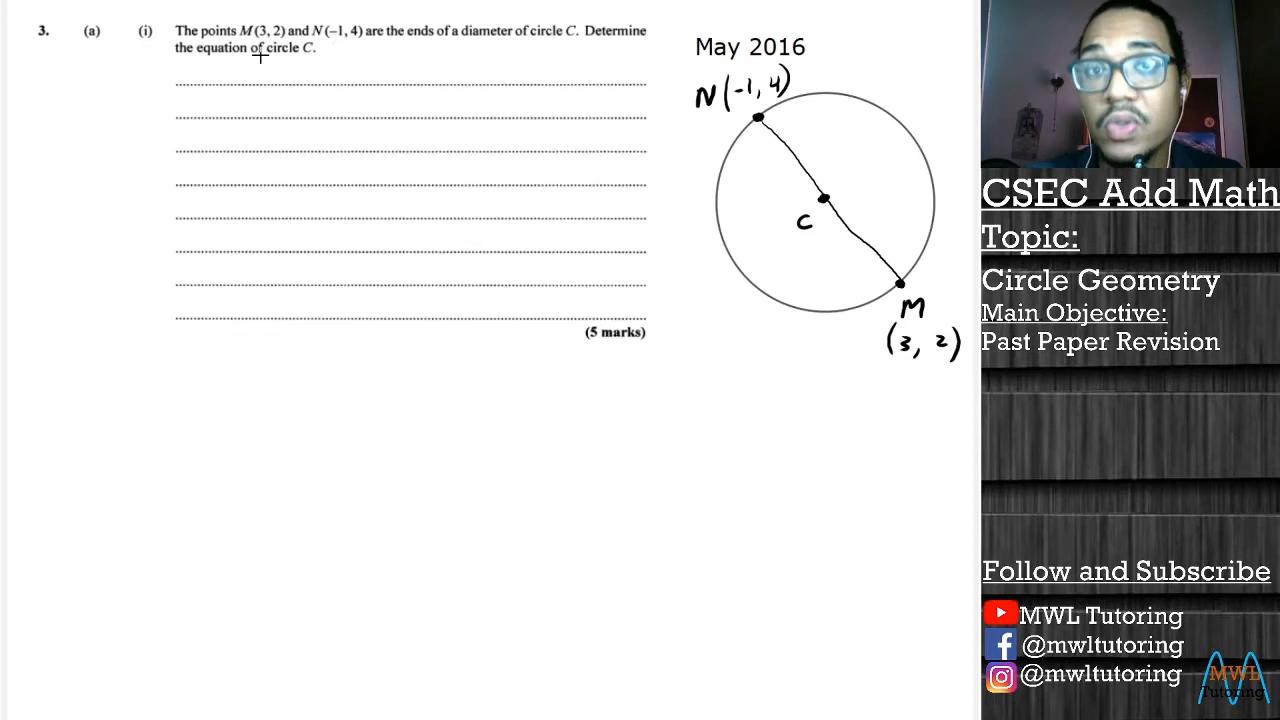 3. (a) (i) The points M(3, 2) and N(−1, 4) are the ends of a diameter of circle C. Determine
the equation of circle C.
(5 marks)
May 2016
N(-1, 4)
C
M
(3, 2)
CSEC Add Math
Topic:
Circle Geometry
Main Objective:
Past Paper Revision
Follow and Subscribe
MWL Tutoring
@mwltutoring
@mwltutoring
MWL
Tutoring